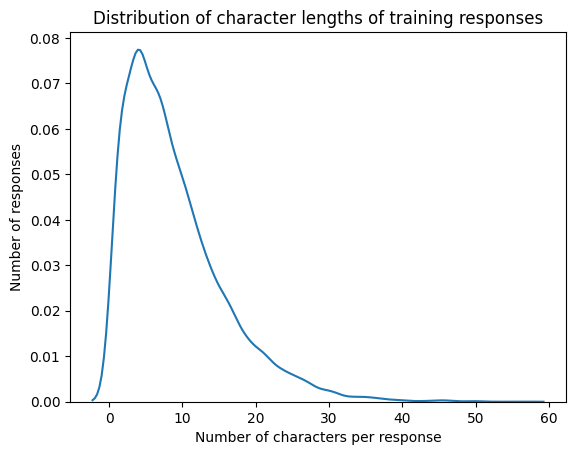 Distribution of character lengths of training responses
0.08
0.07
0.06
0.05
0.04
0.03
0.02
0.01
0.00
Number of responses
0 10 20 30 40 50 60
Number of characters per response